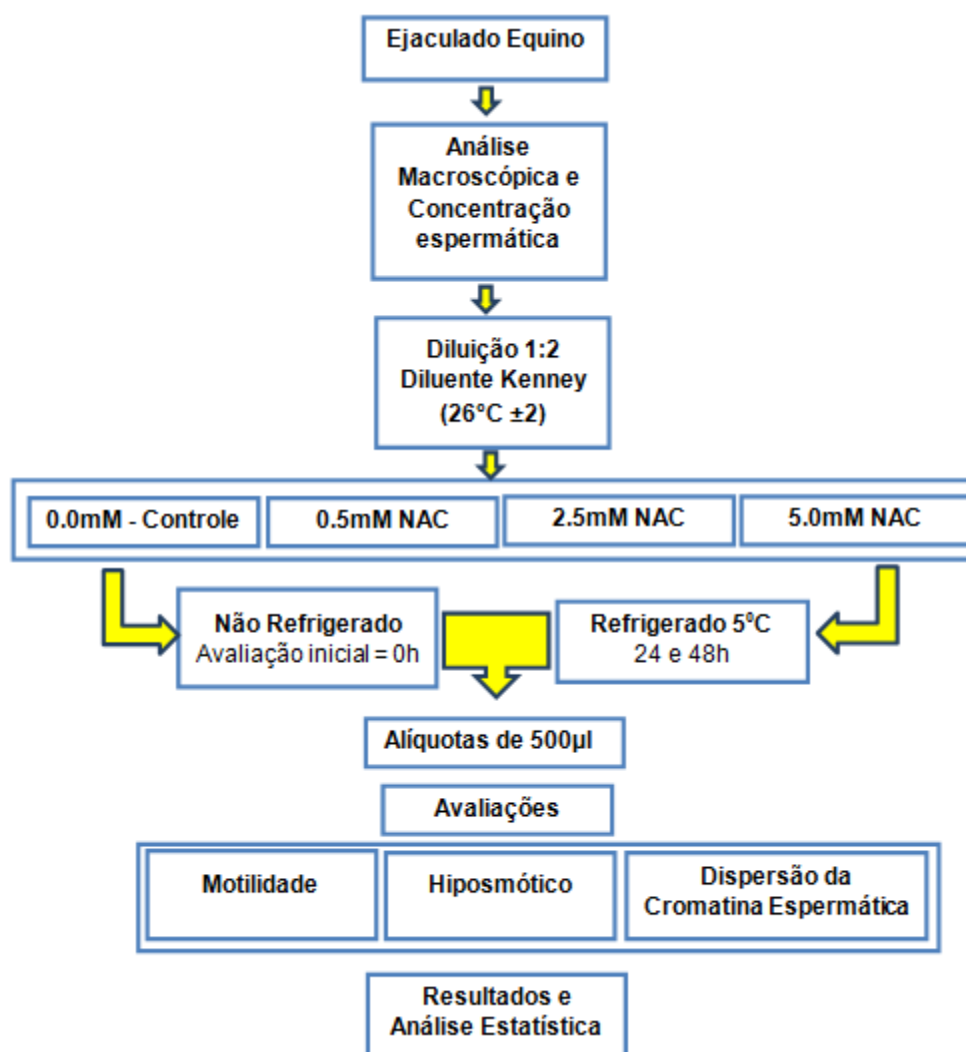 Ejaculado Equino
Análise
Macroscópica e
Concentração
espermática
Diluição 1:2
Diluente Kenney
(26°C ±2)
0.0mM - Controle
0.5mM NAC
2.5mM NAC
5.0mM NAC
Não Refrigerado
Avaliação inicial = 0h
Refrigerado 5⁰C
24 e 48h
Alíquotas de 500µl
Avaliações
Motilidade
Hiposmótico
Dispersão da
Cromatina Espermática
Resultados e
Análise Estatística